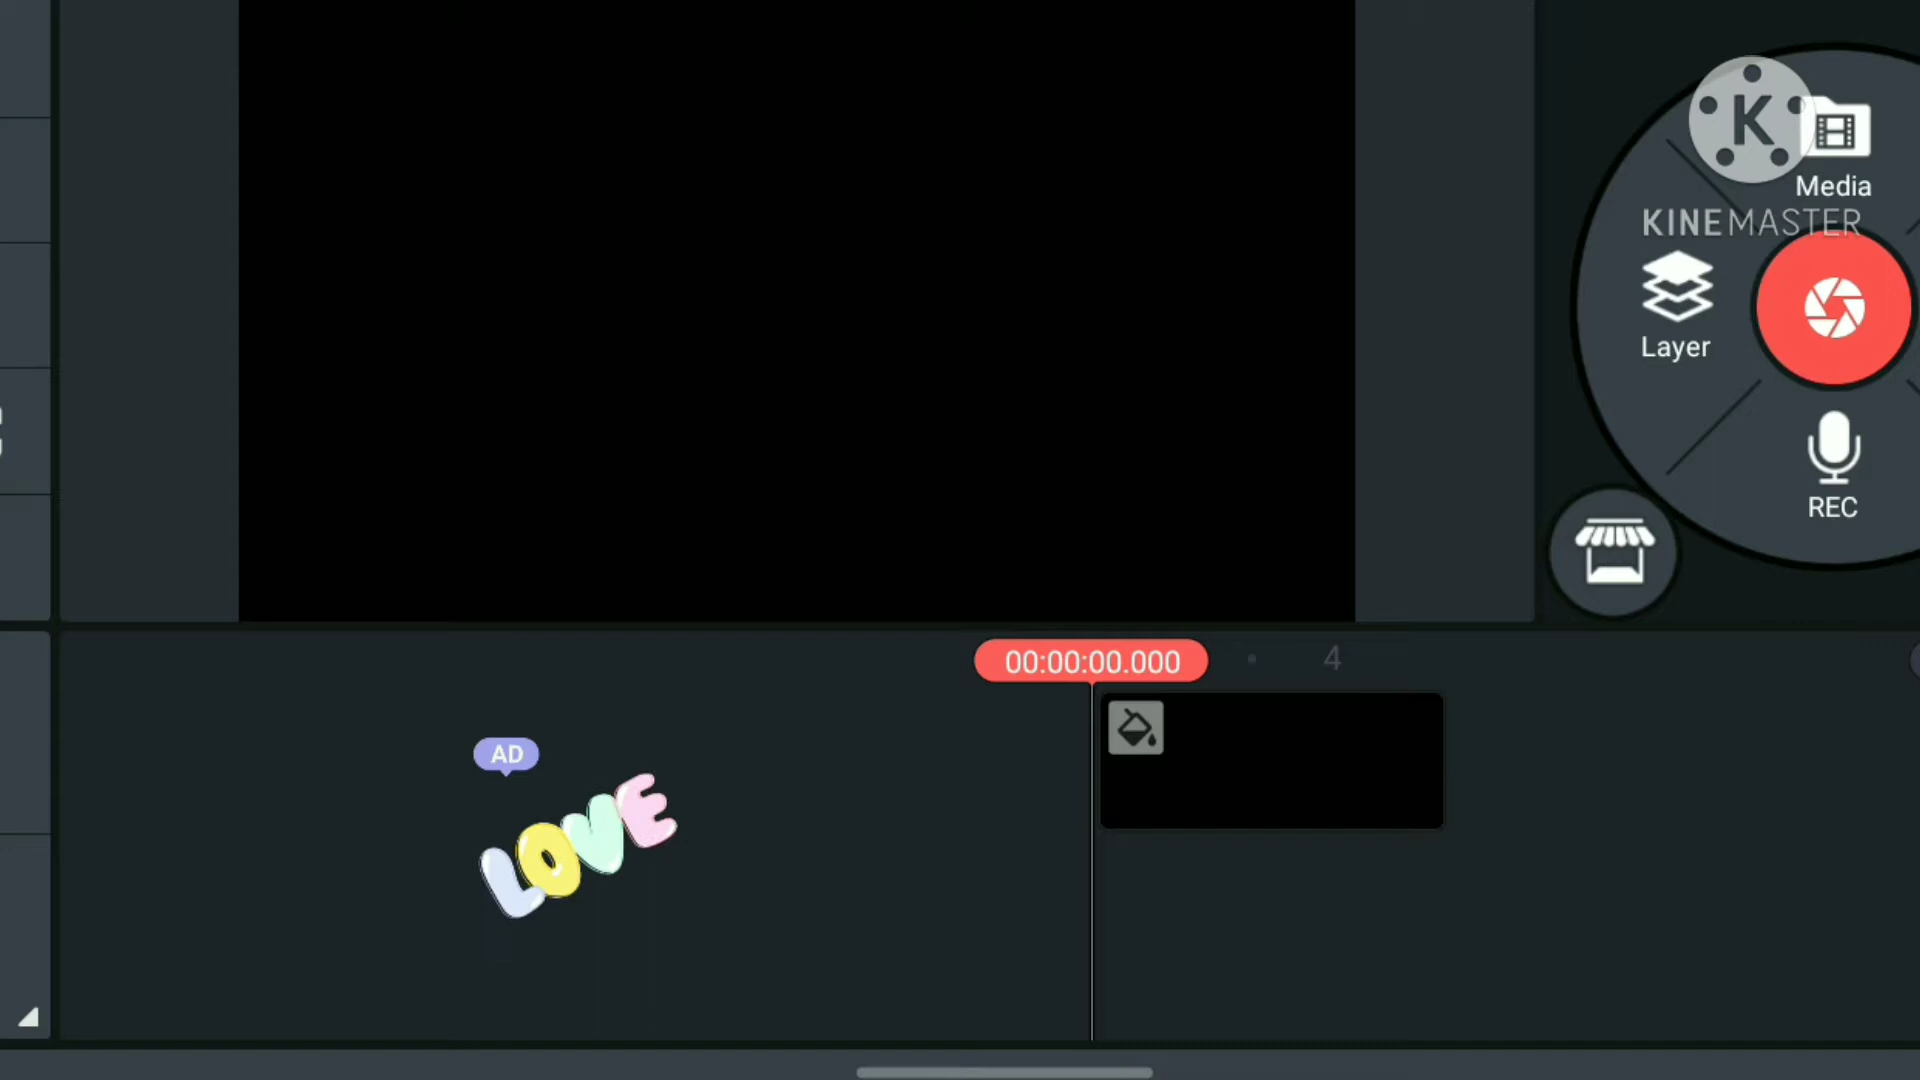 K
Media
KINEMASTER
Layer
REC
00:00:00.000
4
AD
LOVE